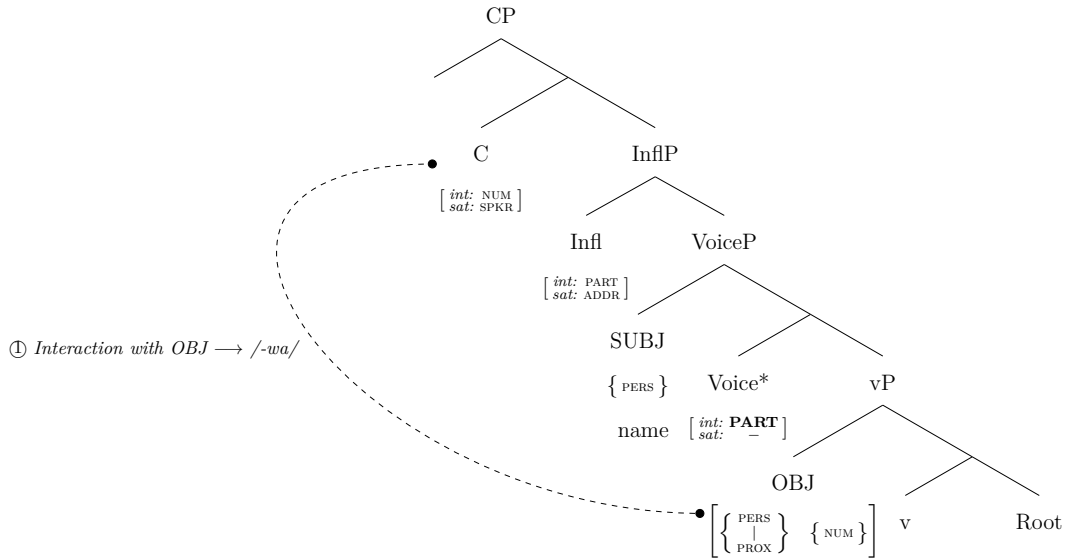 CP
C InflP
[ int: NUM ]
[ sat: SPKR ]
Infl VoiceP
[ int: PART ]
[ sat: ADDR ]
① Interaction with OBJ ⟶ /-wa/
SUBJ
{ PERS } Voice* vP
name [ int: PART ]
[ sat: – ]
OBJ
[ { PERS | PROX } { NUM } ] v Root